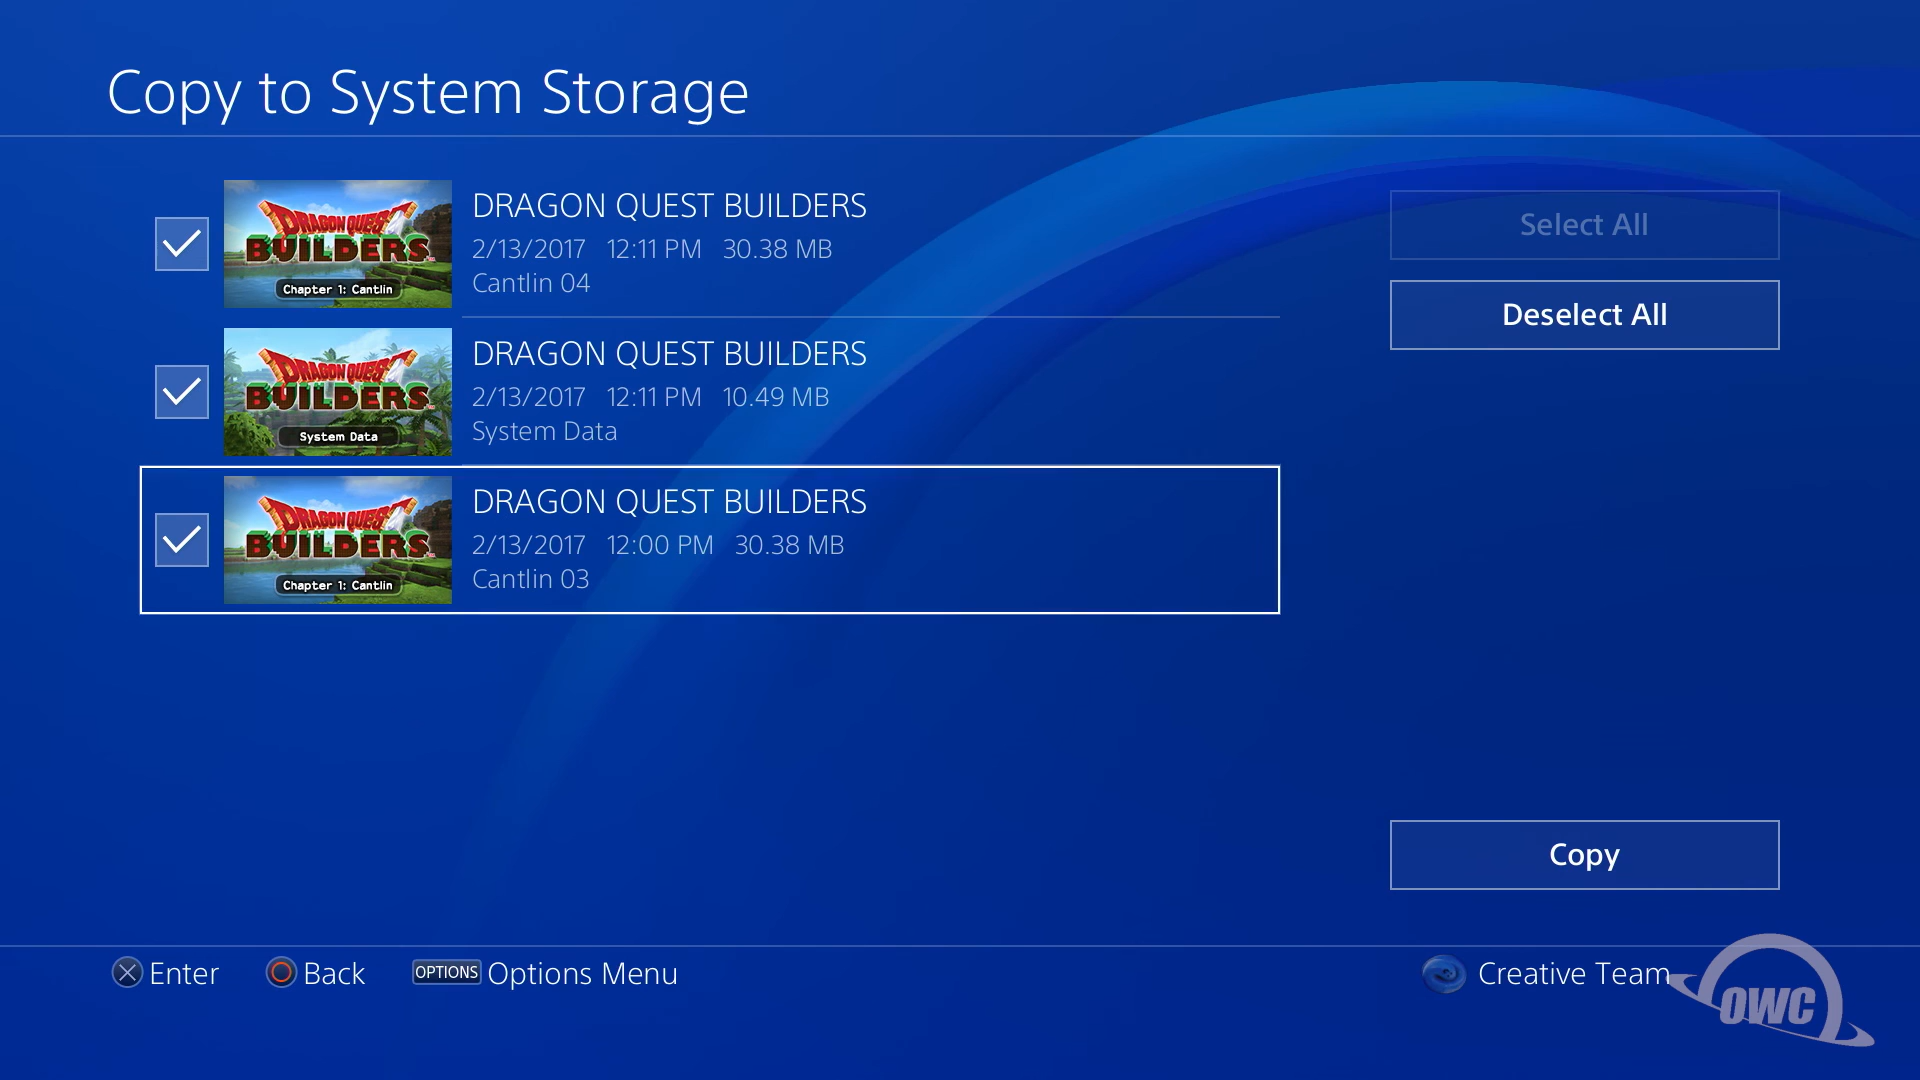 Copy to System Storage
DRAGON QUEST BUILDERS
Chapter 1: Cantlin
DRAGON QUEST BUILDERS
2/13/2017 12:11 PM 30.38 MB
Cantlin 04
DRAGON QUEST BUILDERS
System Data
DRAGON QUEST BUILDERS
2/13/2017 12:11 PM 10.49 MB
System Data
DRAGON QUEST BUILDERS
Chapter 1: Cantlin
DRAGON QUEST BUILDERS
2/13/2017 12:00 PM 30.38 MB
Cantlin 03
Select All
Deselect All
Copy
Enter
Back
OPTIONS Options Menu
Creative Team
OWC